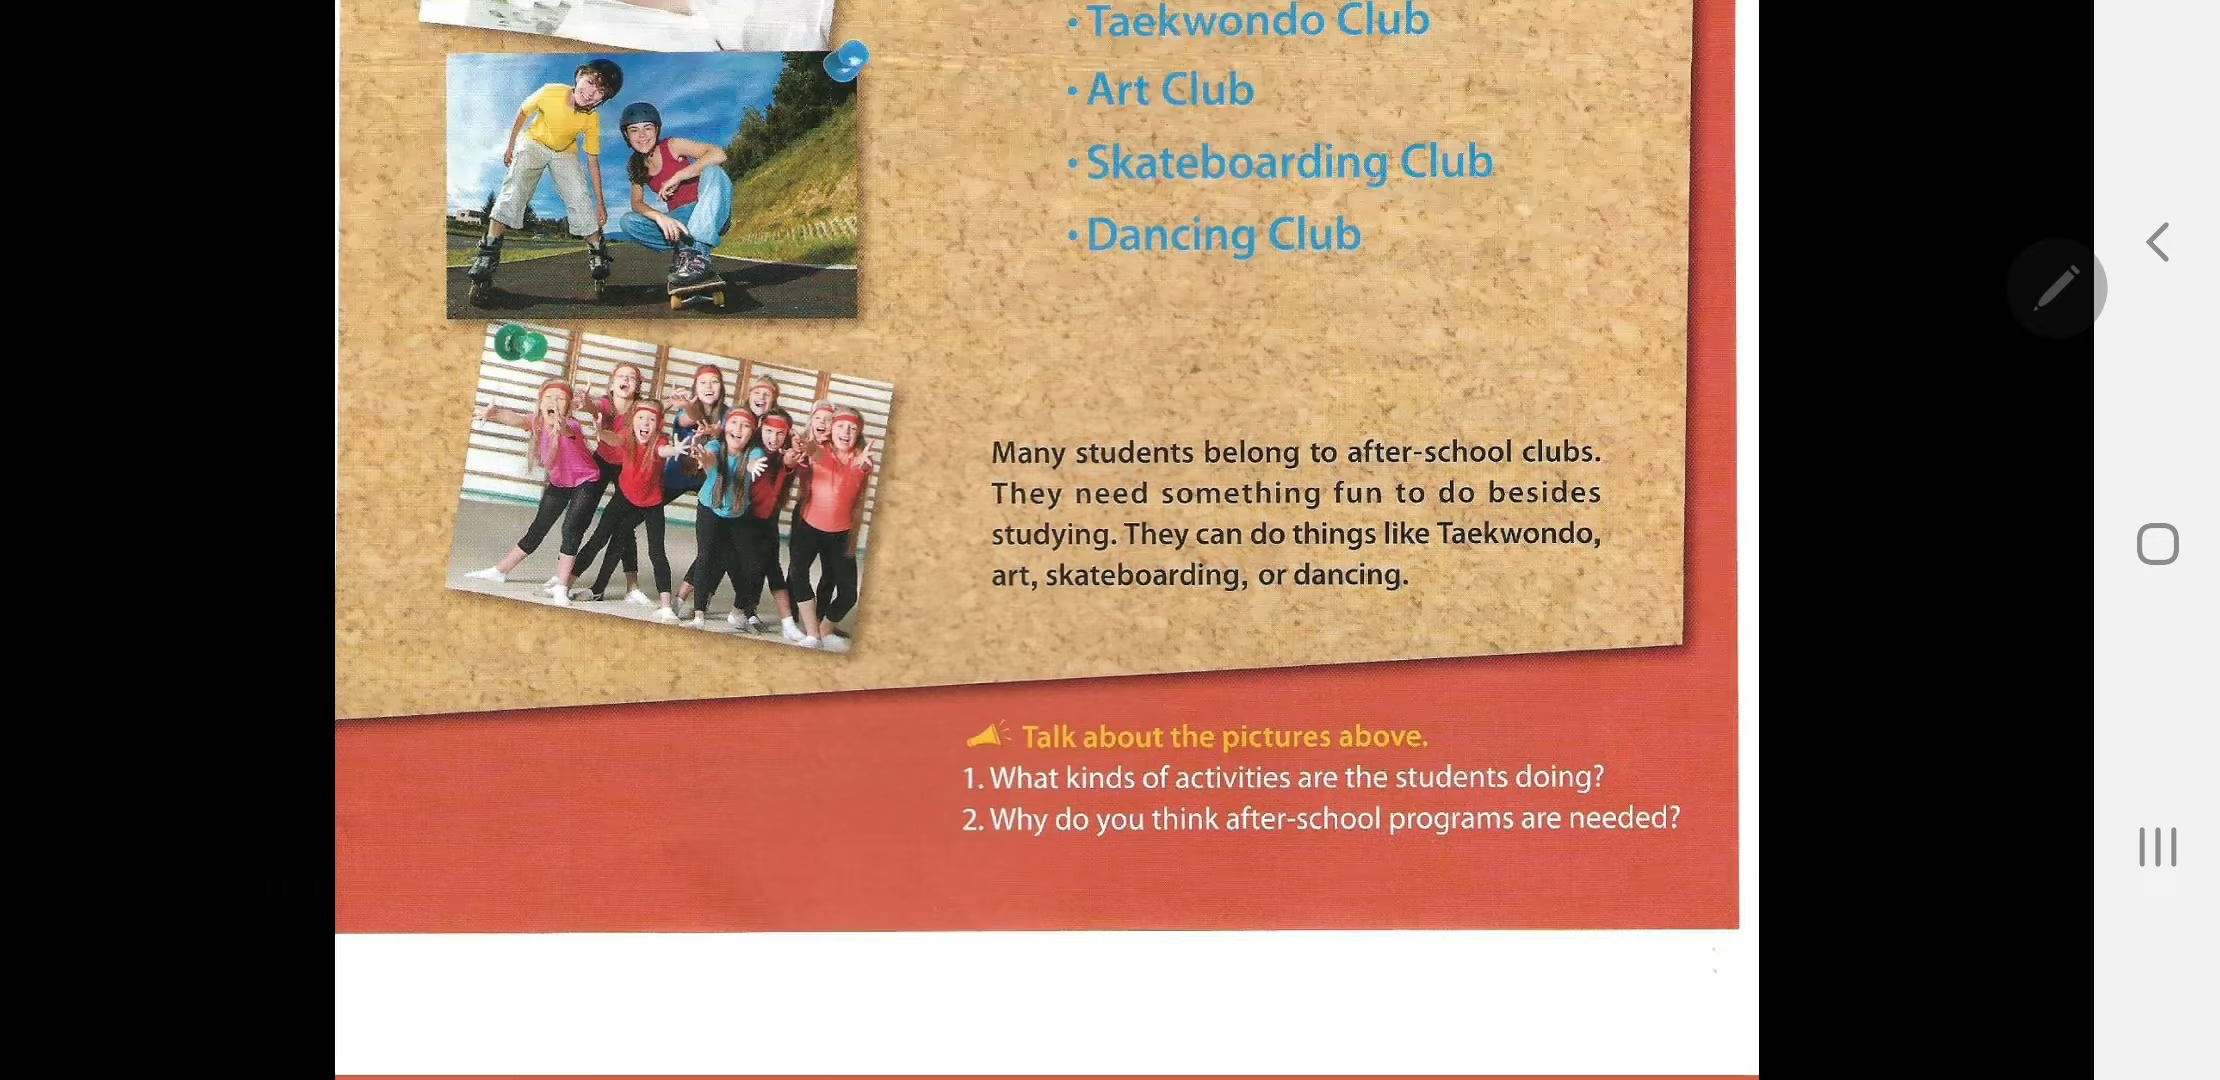 • Taekwondo Club
• Art Club
• Skateboarding Club
• Dancing Club
Many students belong to after-school clubs.
They need something fun to do besides
studying. They can do things like Taekwondo,
art, skateboarding, or dancing.
Talk about the pictures above.
1. What kinds of activities are the students doing?
2. Why do you think after-school programs are needed?